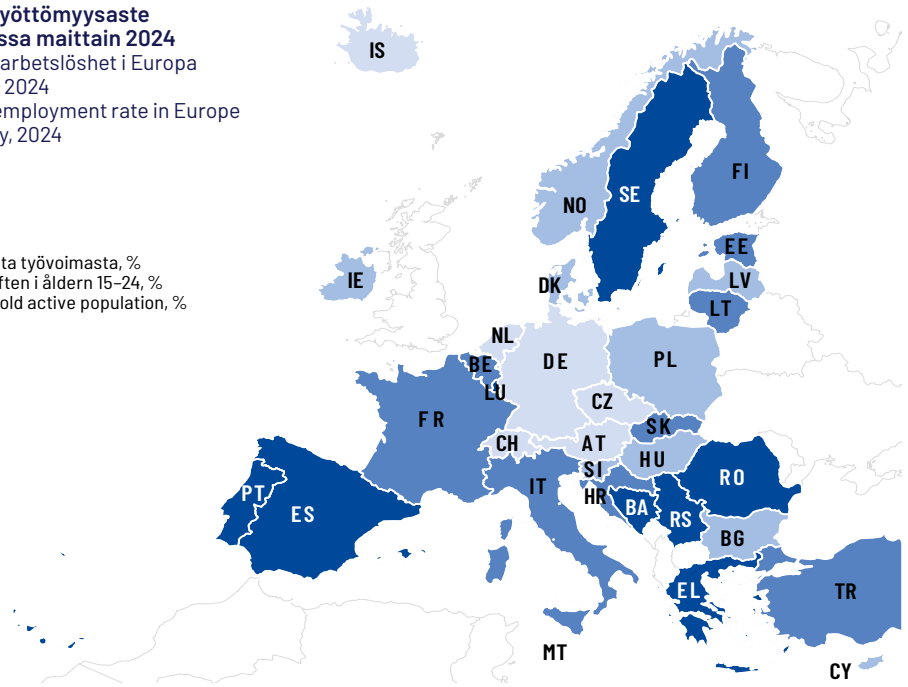 yöttömyysaste
ssa maittain 2024
arbetslöshet i Europa
2024
employment rate in Europe
y, 2024
ta työvoimasta, %
ften i åldern 15–24, %
old active population, %
IS
FI
SE
NO
EE
IE
LV
DK
LT
NL
DE
PL
BE
LU
CZ
FR
SK
CH
AT
HU
SI
RO
IT
PT
HR
BA
ES
RS
BG
EL
TR
MT
CY